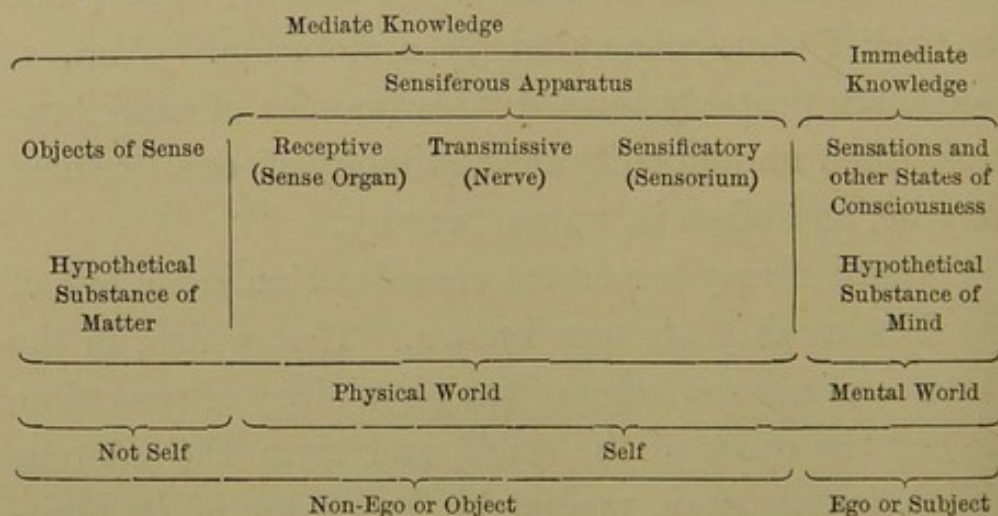 Mediate Knowledge
Immediate
Knowledge
Sensiferous Apparatus
Objects of Sense
Receptive
(Sense Organ)
Transmissive
(Nerve)
Sensificatory
(Sensorium)
Sensations and
other States of
Consciousness
Hypothetical
Substance of
Matter
Hypothetical
Substance of
Mind
Physical World
Mental World
Not Self
Self
Non-Ego or Object
Ego or Subject